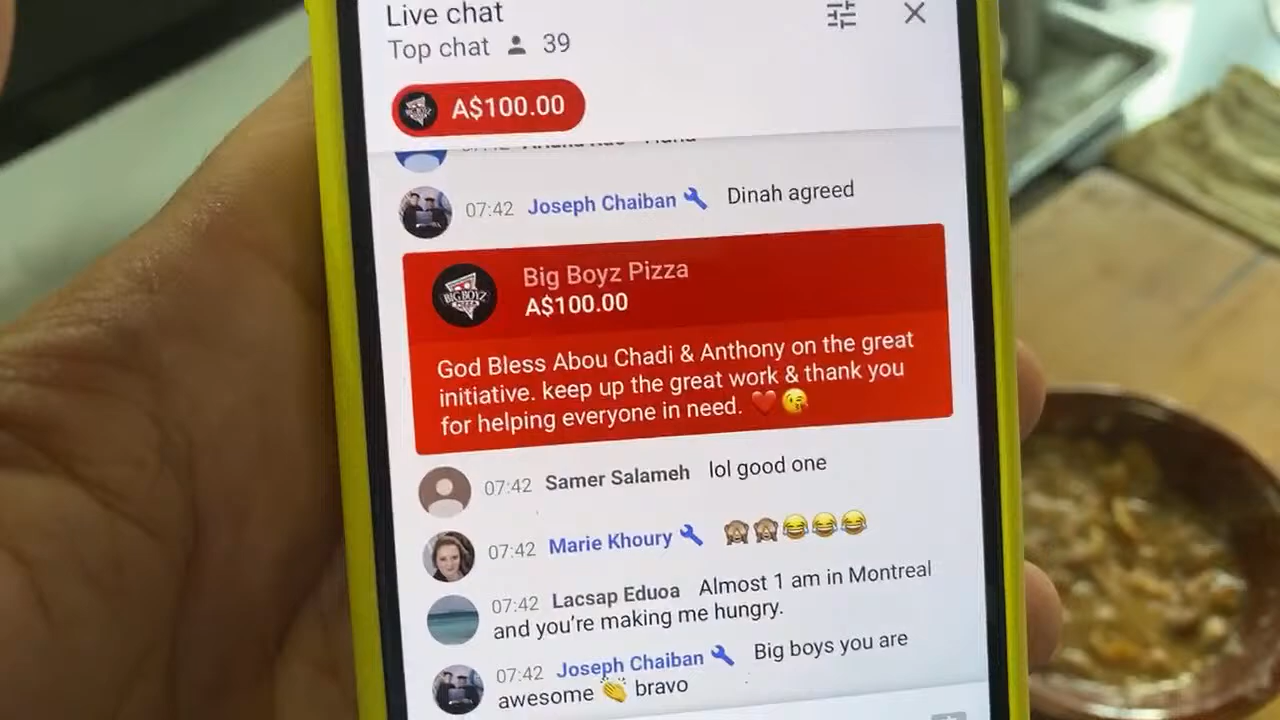 Live chat
Top chat 39
A$100.00
07:42 Joseph Chaiban Dinah agreed
BIG BOYZ
PIZZA
Big Boyz Pizza
A$100.00
God Bless Abou Chadi & Anthony on the great
initiative. keep up the great work & thank you
for helping everyone in need. ❤️😘
07:42 Samer Salameh lol good one
07:42 Marie Khoury 🙈🙈😂😂😂
07:42 Lacsap Eduoa Almost 1 am in Montreal
and you're making me hungry.
07:42 Joseph Chaiban Big boys you are
awesome 👏 bravo